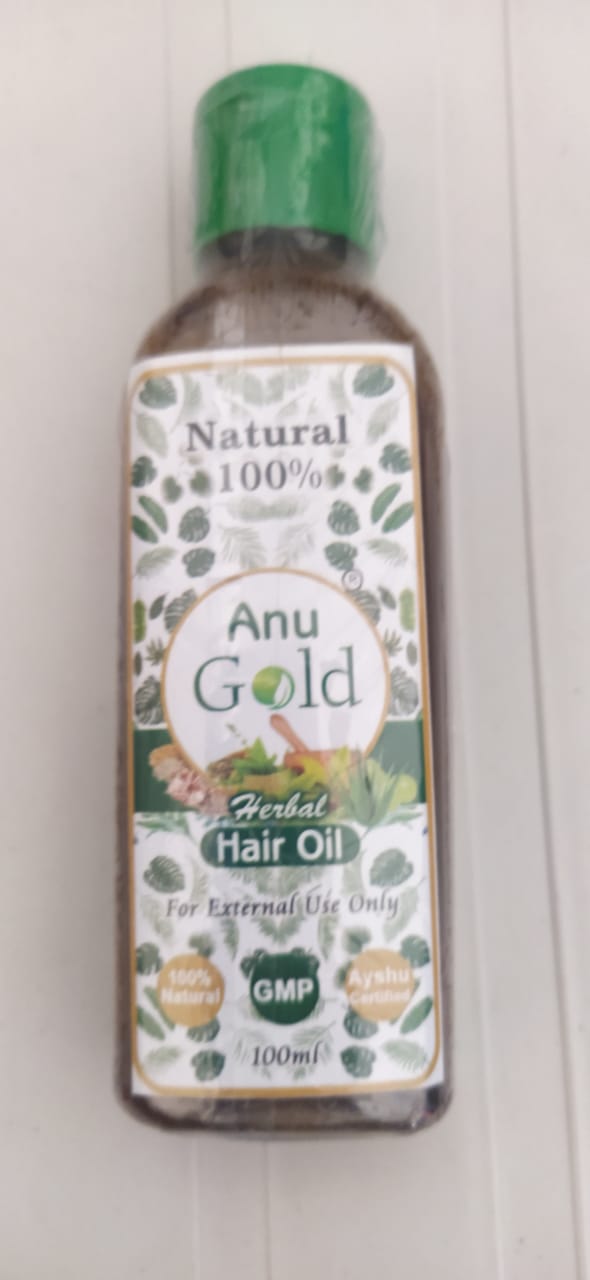 Natural
100%
®
Anu
Gold
Herbal
Hair Oil
For External Use Only
100%
Natural
GMP
Ayshu
Certified
100ml